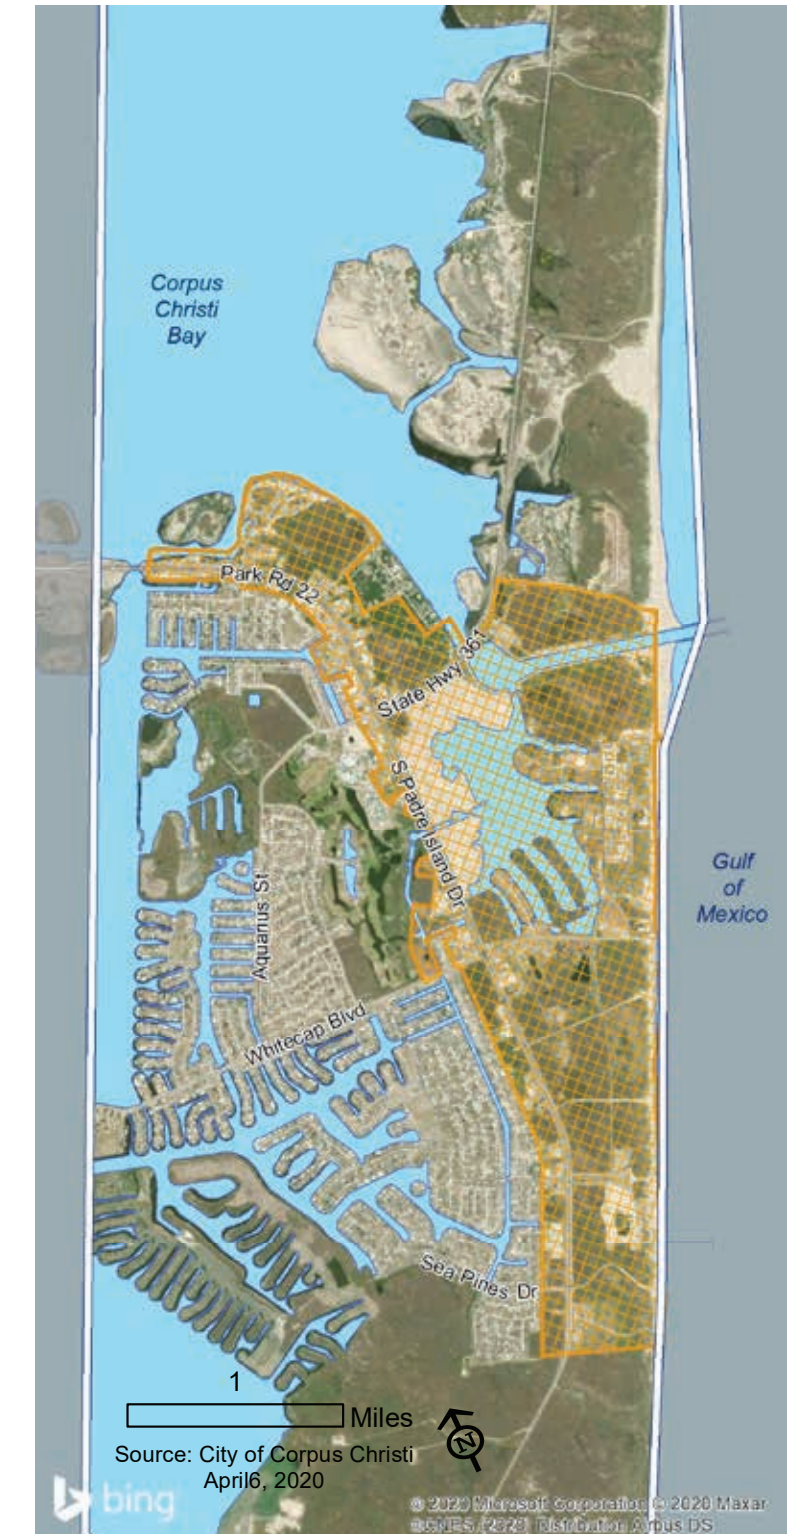 Corpus
Christi
Bay
Park Rd 22
State Hwy 361
S Padre Island Dr
Gulf
of
Mexico
Aquarius St
Whitecap Blvd
Sea Pines Dr
1
Miles
N
Source: City of Corpus Christi
April6, 2020
bing
© 2020 Microsoft Corporation © 2020 Maxar
©CNES (2020) Distribution Airbus DS